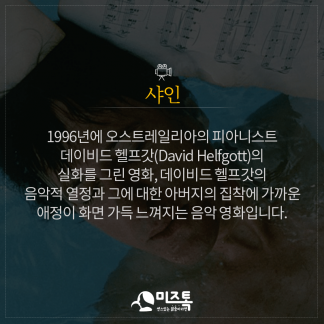 샤인
1996년에 오스트레일리아의 피아니스트
데이비드 헬프갓(David Helfgott)의
실화를 그린 영화, 데이비드 헬프갓의
음악적 열정과 그에 대한 아버지의 집착에 가까운
애정이 화면 가득 느껴지는 음악 영화입니다.
미즈톡